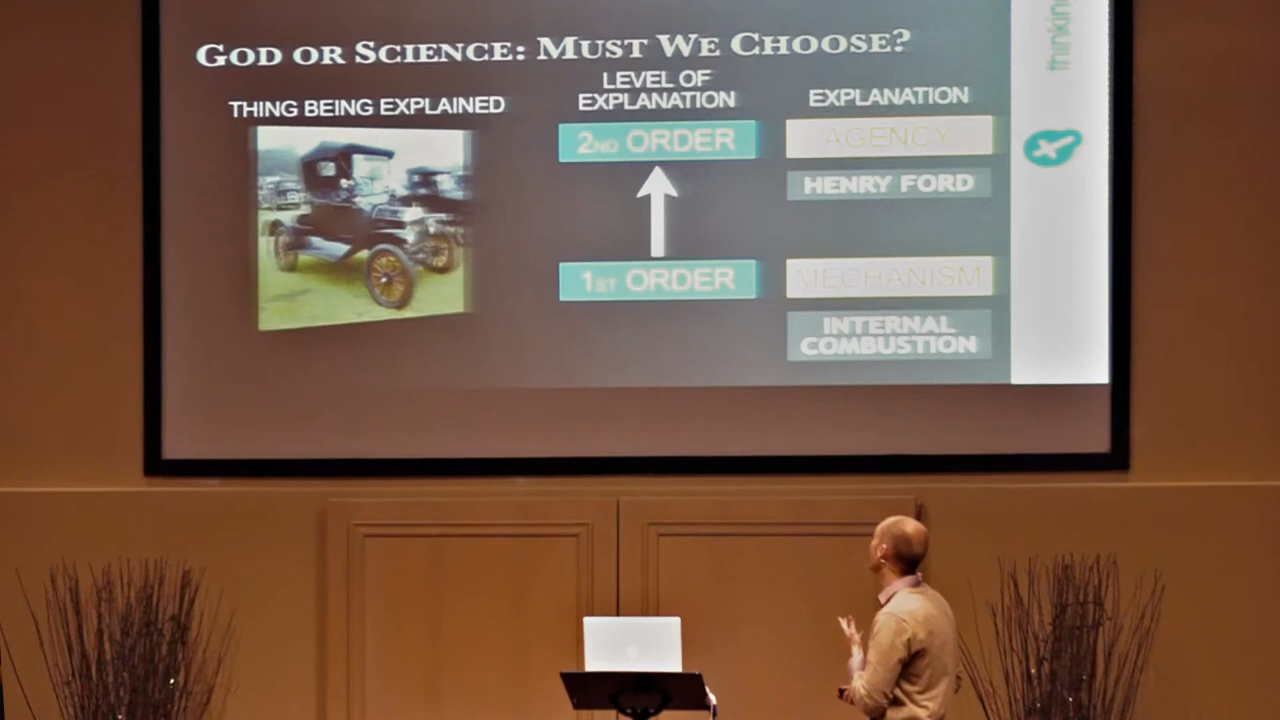 GOD OR SCIENCE: MUST WE CHOOSE?
THING BEING EXPLAINED
LEVEL OF
EXPLANATION
EXPLANATION
2ND ORDER
AGENCY
HENRY FORD
1ST ORDER
MECHANISM
INTERNAL
COMBUSTION
thinking